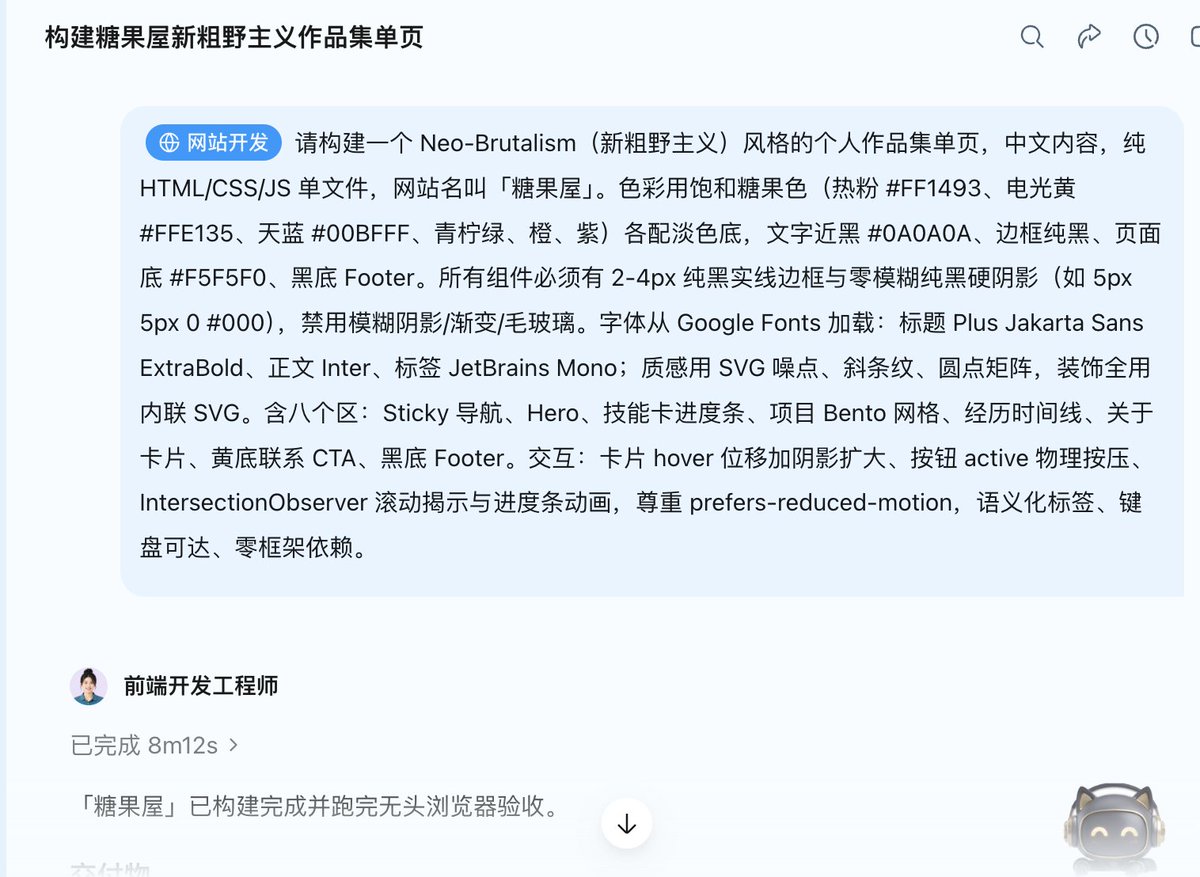 构建糖果屋新粗野主义作品集单页
网站开发 请构建一个 Neo-Brutalism（新粗野主义）风格的个人作品集单页，中文内容，纯
HTML/CSS/JS 单文件，网站名叫「糖果屋」。色彩用饱和糖果色（热粉 #FF1493、电光黄
#FFE135、天蓝 #00BFFF、青柠绿、橙、紫）各配淡色底，文字近黑 #0A0A0A、边框纯黑、页面
底 #F5F5F0、黑底 Footer。所有组件必须有 2-4px 纯黑实线边框与零模糊纯黑硬阴影（如 5px
5px 0 #000），禁用模糊阴影/渐变/毛玻璃。字体从 Google Fonts 加载：标题 Plus Jakarta Sans
ExtraBold、正文 Inter、标签 JetBrains Mono；质感用 SVG 噪点、斜条纹、圆点矩阵，装饰全用
内联 SVG。含八个区：Sticky 导航、Hero、技能卡进度条、项目 Bento 网格、经历时间线、关于
卡片、黄底联系 CTA、黑底 Footer。交互：卡片 hover 位移加阴影扩大、按钮 active 物理按压、
IntersectionObserver 滚动揭示与进度条动画，尊重 prefers-reduced-motion，语义化标签、键
盘可达、零框架依赖。
前端开发工程师
已完成 8m12s
「糖果屋」已构建完成并跑完无头浏览器验收。
交付物